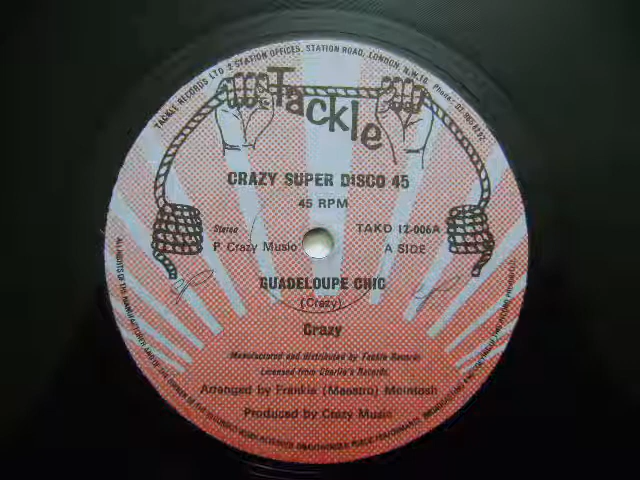 TACKLE RECORDS LTD 2 STATION OFFICES, STATION ROAD, LONDON, N.W.10.
Tackle
CRAZY SUPER DISCO 45
45 RPM
Stereo
TAKD 12-006A
P Crazy Music
A SIDE
GUADELOUPE CHIC
(Crazy)
Crazy
Manufactured and distributed by Tackle Records
Licensed from Charlie's Records.
Arranged by Frankie (Maestro) McIntosh
Produced by Crazy Music